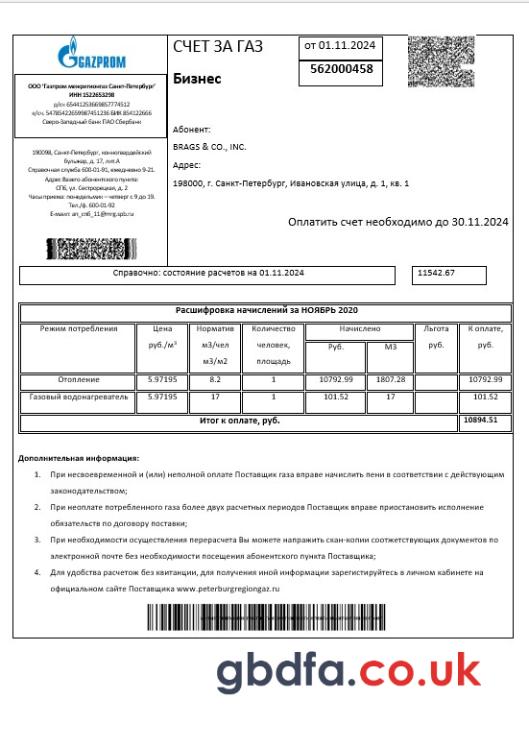 GAZPROM
ООО 'Газпром межрегионгаз Санкт-Петербург'
ИНН 1522653298
р/сч 65441253669857774512
к/сч. 54785422659987451236 БИК 854122666
Сверо-Западный банк ПАО Сбербанк
190098, Санкт-Петербург, конногвардейский
бульвар, д. 17, лит.А
Справочная служба 600-01-91, ежедневно 9-21.
Адрес Вашего абонентского пункта:
СПб, ул. Сестрорецкая, д. 2
Часы приема: понедельник – четверг с 9 до 19.
Тел./ф. 600-01-92
E-mail: an_спб_11@mrg.spb.ru
СЧЕТ ЗА ГАЗ
от 01.11.2024
Бизнес
562000458
Абонент:
BRAGS & CO., INC.
Адрес:
198000, г. Санкт-Петербург, Ивановская улица, д. 1, кв. 1
Оплатить счет необходимо до 30.11.2024
Справочно: состояние расчетов на 01.11.2024 11542.67
Расшифровка начислений за НОЯБРЬ 2020
Режим потребления Цена Норматив Количество Начислено Льгота К оплате,
руб./м³ м3/чел человек, Руб. М3 руб. руб.
м3/м2 площадь
Отопление 5.97195 8.2 1 10792.99 1807.28 10792.99
Газовый водонагреватель 5.97195 17 1 101.52 17 101.52
Итог к оплате, руб. 10894.51
Дополнительная информация:
1. При несвоевременной и (или) неполной оплате Поставщик газа вправе начислить пени в соответствии с действующим
законодательством;
2. При неоплате потребленного газа более двух расчетных периодов Поставщик вправе приостановить исполнение
обязательств по договору поставки;
3. При необходимости осуществления перерасчета Вы можете направить скан-копии соответствующих документов по
электронной почте без необходимости посещения абонентского пункта Поставщика;
4. Для удобства расчетож без квитанции, для получения иной информации зарегистрируйтесь в личном кабинете на
официальном сайте Поставщика www.peterburgregiongaz.ru
gbdfa.co.uk